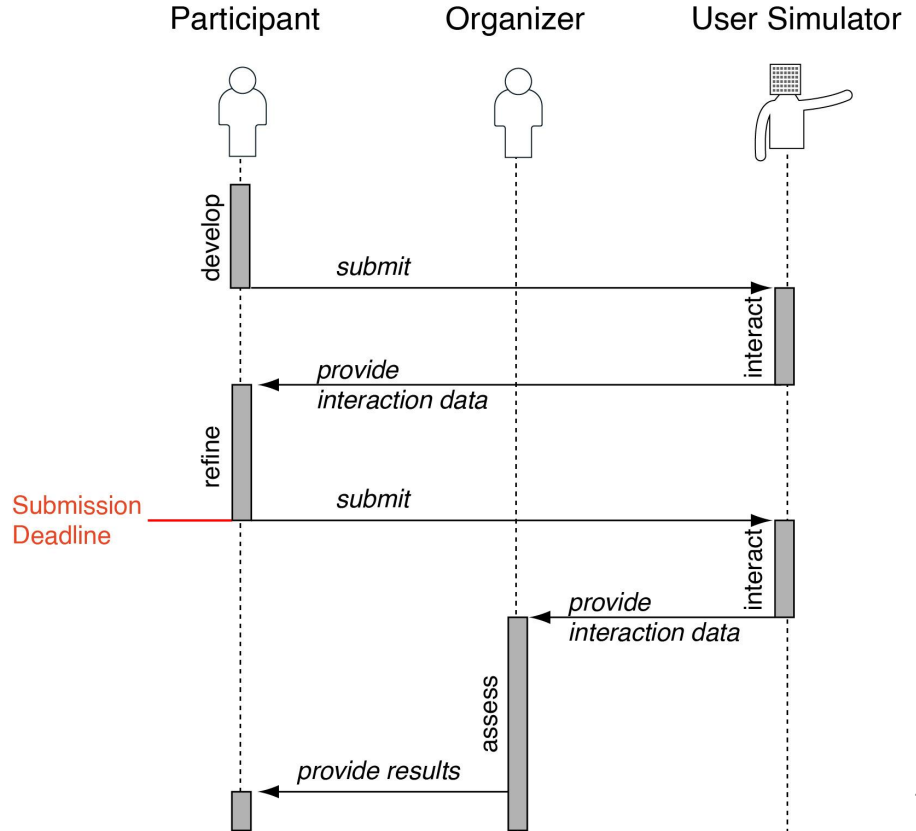 Participant
Organizer
User Simulator
develop
submit
interact
provide
interaction data
refine
Submission
Deadline
submit
interact
provide
interaction data
assess
provide results